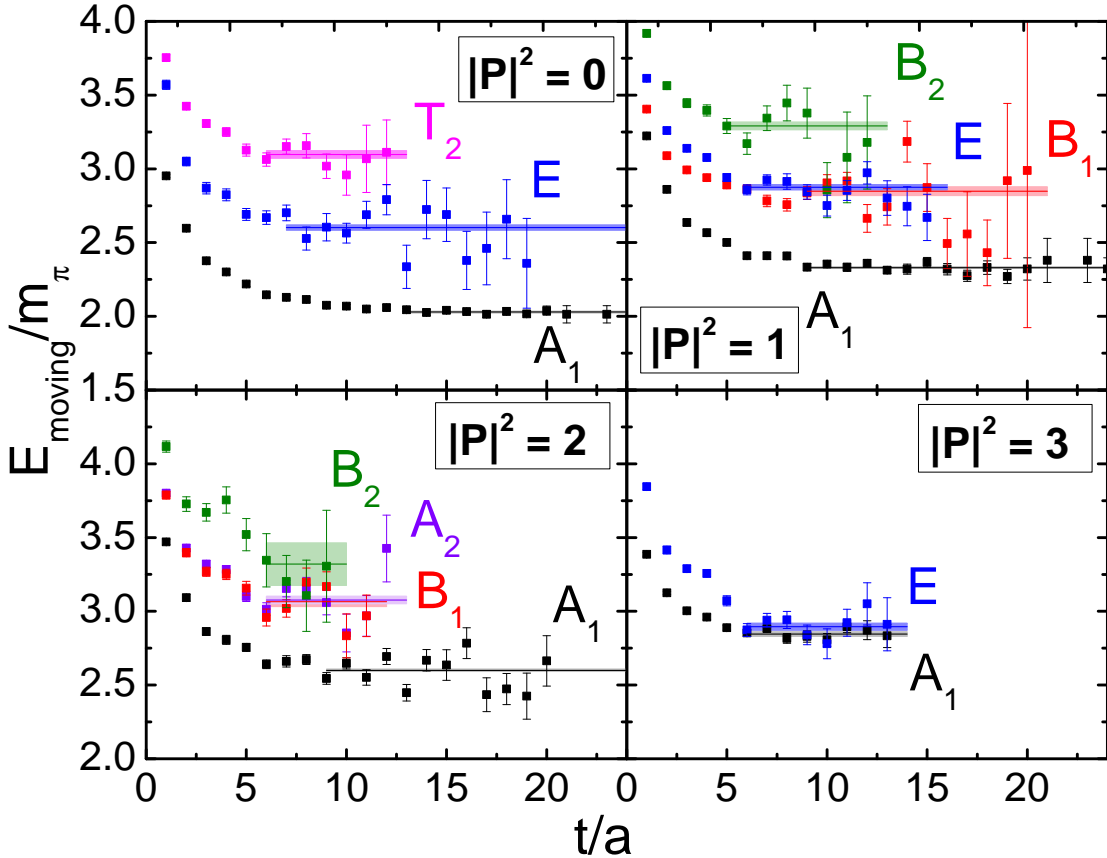 E_moving/m_π
4.0
3.5
3.0
2.5
2.0
1.5
|P|² = 0
T₂
E
A₁
|P|² = 1
B₂
E
B₁
A₁
4.0
3.5
3.0
2.5
2.0
|P|² = 2
B₂
A₂
B₁
A₁
|P|² = 3
E
A₁
0 5 10 15 20 0 5 10 15 20
t/a